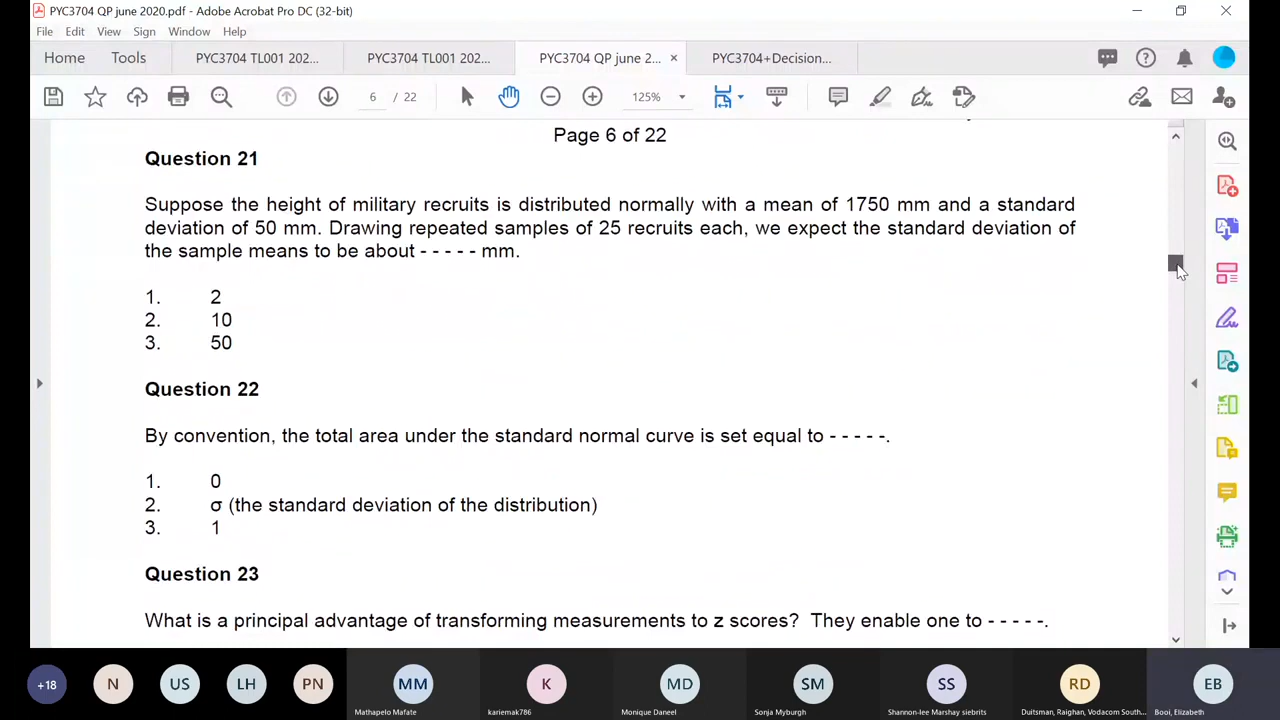 PYC3704 QP june 2020.pdf - Adobe Acrobat Pro DC (32-bit)
File Edit View Sign Window Help
Home Tools PYC3704 TL001 202... PYC3704 TL001 202... PYC3704 QP june 2... × PYC3704+Decision...
6 / 22 125%
Page 6 of 22
Question 21
Suppose the height of military recruits is distributed normally with a mean of 1750 mm and a standard
deviation of 50 mm. Drawing repeated samples of 25 recruits each, we expect the standard deviation of
the sample means to be about - - - - - mm.
1. 2
2. 10
3. 50
Question 22
By convention, the total area under the standard normal curve is set equal to - - - - -.
1. 0
2. σ (the standard deviation of the distribution)
3. 1
Question 23
What is a principal advantage of transforming measurements to z scores? They enable one to - - - - -.
+18 N US LH PN MM K MD SM SS RD EB
Mathapelo Mafate kariemak786 Monique Daneel Sonja Myburgh Shannon-lee Marshay siebrits Duitsman, Raighan, Vodacom South... Booi, Elizabeth